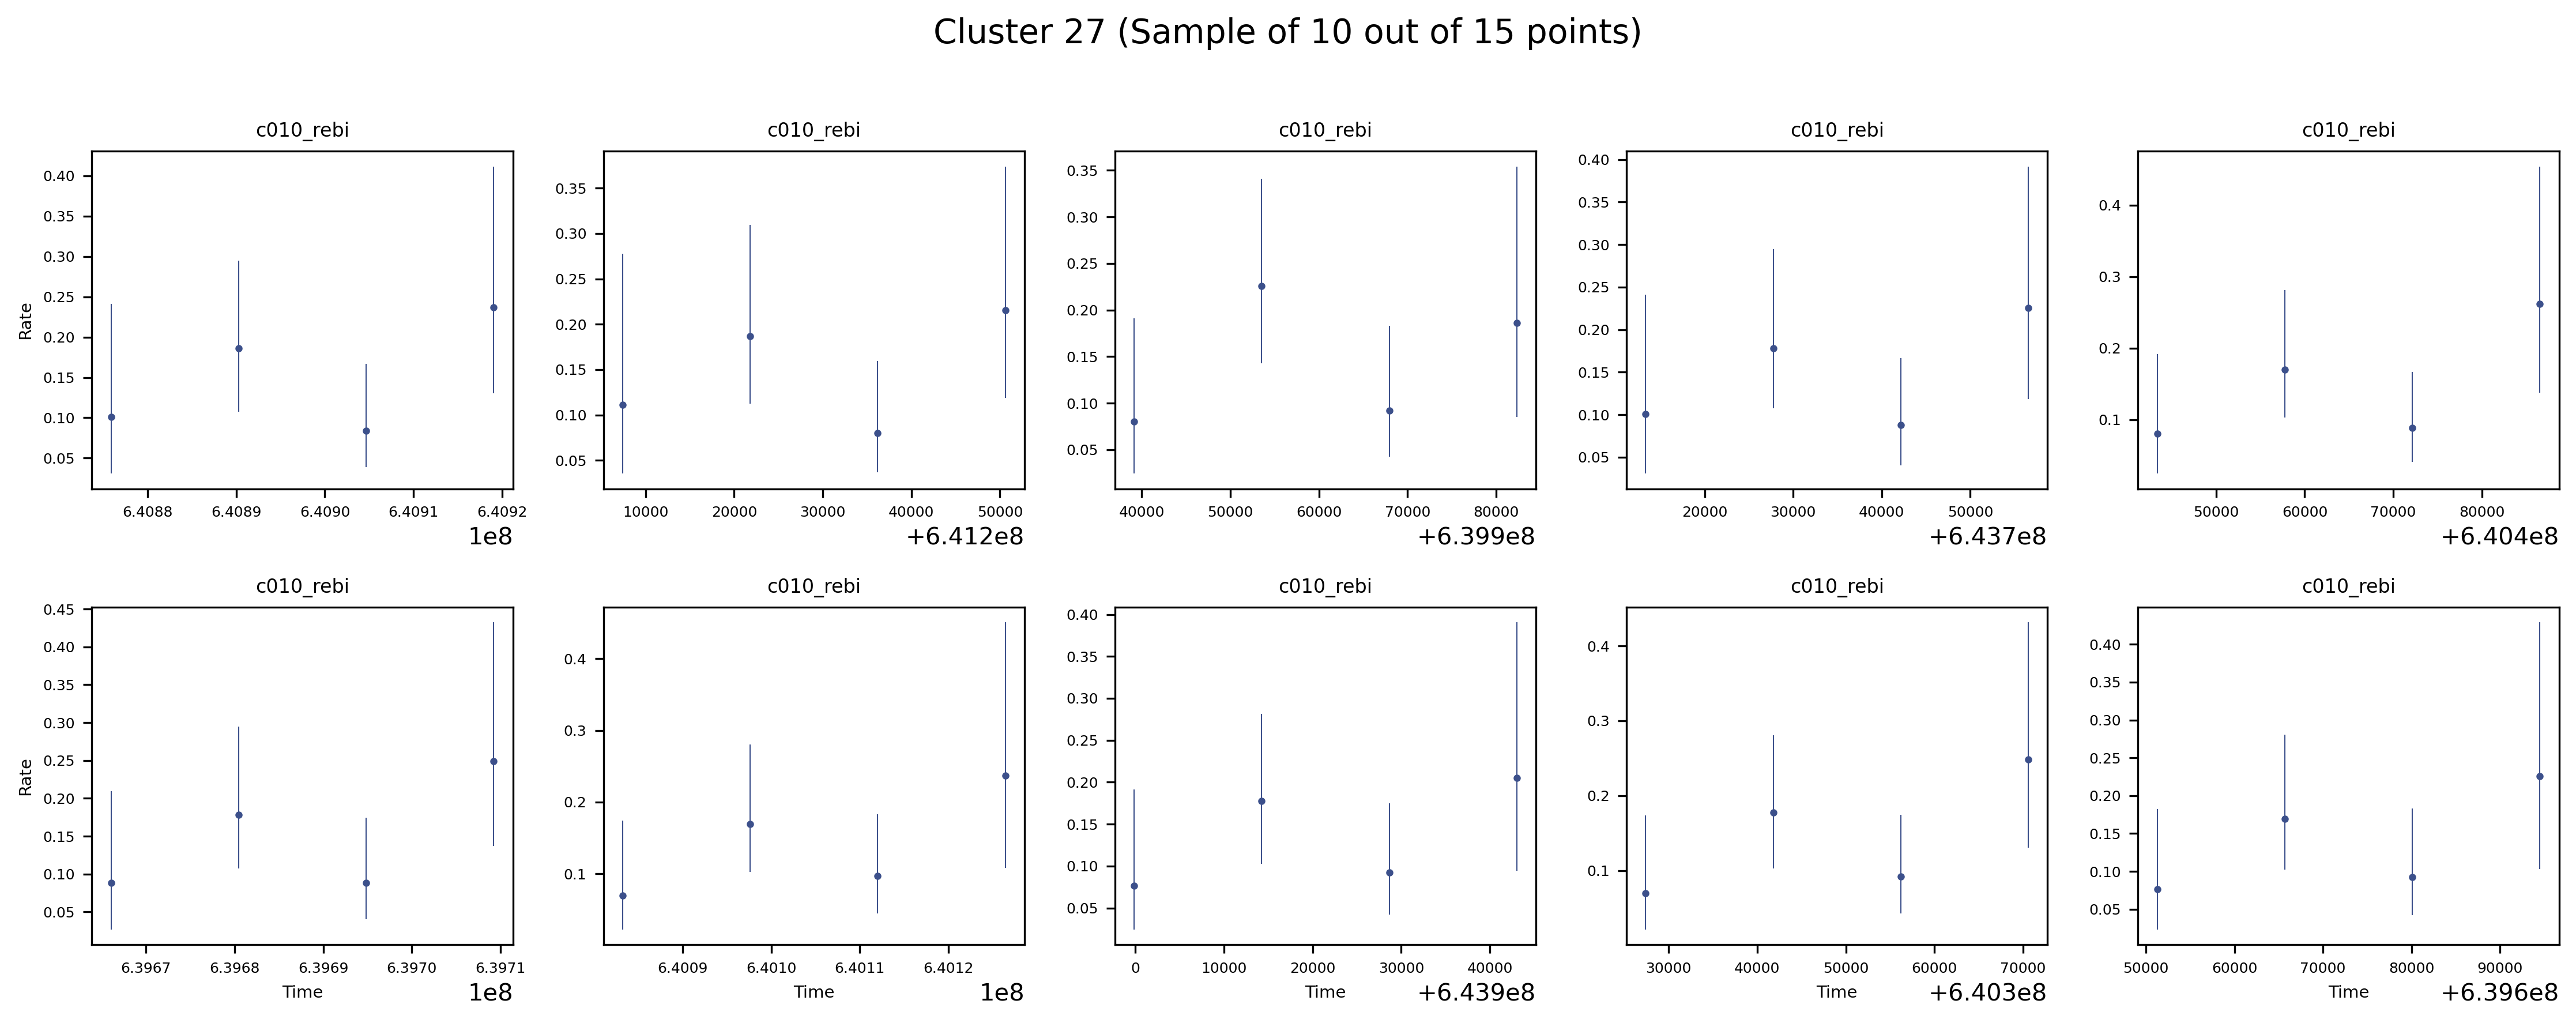 Cluster 27 (Sample of 10 out of 15 points)
c010_rebi
0.40
0.35
0.30
0.25
0.20
0.15
0.10
0.05
Rate
6.4088 6.4089 6.4090 6.4091 6.4092
1e8
c010_rebi
0.35
0.30
0.25
0.20
0.15
0.10
0.05
10000 20000 30000 40000 50000
+6.412e8
c010_rebi
0.35
0.30
0.25
0.20
0.15
0.10
0.05
40000 50000 60000 70000 80000
+6.399e8
c010_rebi
0.40
0.35
0.30
0.25
0.20
0.15
0.10
0.05
20000 30000 40000 50000
+6.437e8
c010_rebi
0.4
0.3
0.2
0.1
50000 60000 70000 80000
+6.404e8
c010_rebi
0.45
0.40
0.35
0.30
0.25
0.20
0.15
0.10
0.05
Rate
6.3967 6.3968 6.3969 6.3970 6.3971
Time
1e8
c010_rebi
0.4
0.3
0.2
0.1
6.4009 6.4010 6.4011 6.4012
Time
1e8
c010_rebi
0.40
0.35
0.30
0.25
0.20
0.15
0.10
0.05
0 10000 20000 30000 40000
Time
+6.439e8
c010_rebi
0.4
0.3
0.2
0.1
30000 40000 50000 60000 70000
Time
+6.403e8
c010_rebi
0.40
0.35
0.30
0.25
0.20
0.15
0.10
0.05
50000 60000 70000 80000 90000
Time
+6.396e8